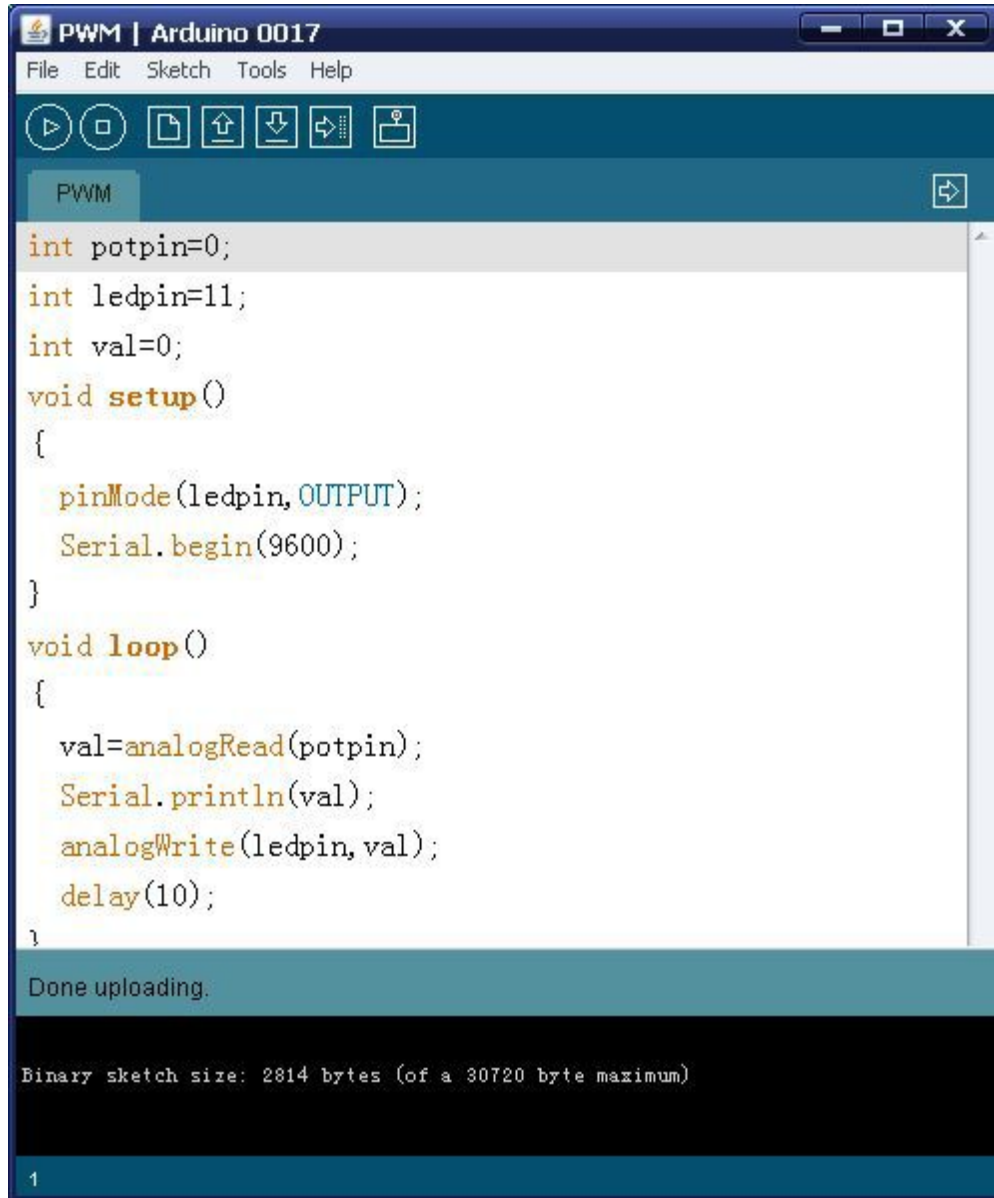 PWM | Arduino 0017
File Edit Sketch Tools Help
PWM
int potpin=0;
int ledpin=11;
int val=0;
void setup()
{
pinMode(ledpin,OUTPUT);
Serial.begin(9600);
}
void loop()
{
val=analogRead(potpin);
Serial.println(val);
analogWrite(ledpin,val);
delay(10);
}
Done uploading.
Binary sketch size: 2814 bytes (of a 30720 byte maximum)
1